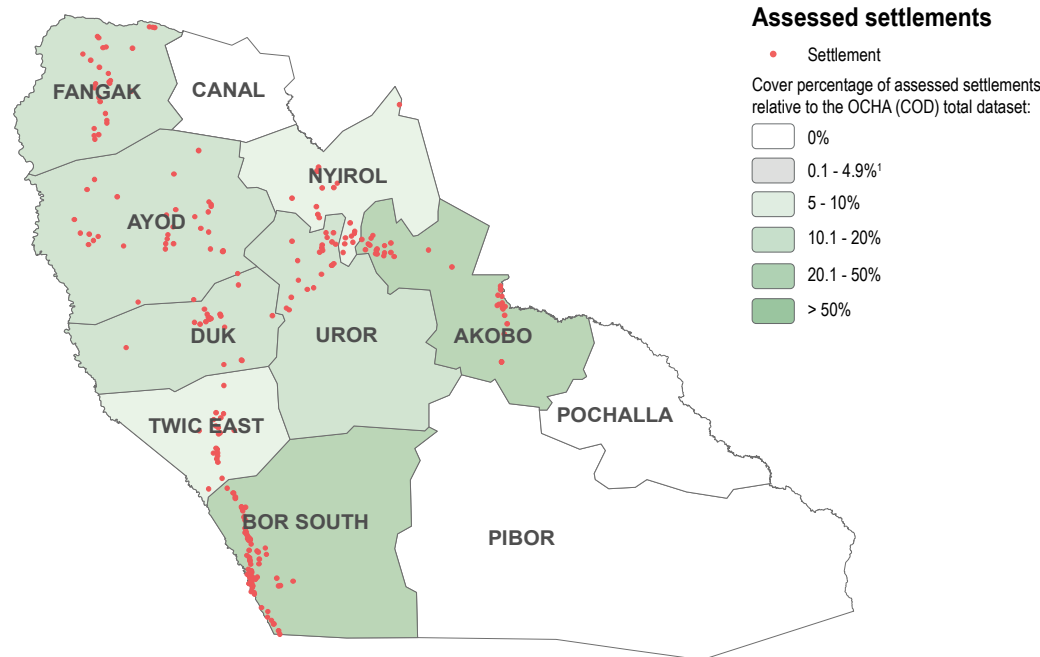 Assessed settlements
Settlement
Cover percentage of assessed settlements
relative to the OCHA (COD) total dataset:
0%
0.1 - 4.9%¹
5 - 10%
10.1 - 20%
20.1 - 50%
> 50%
FANGAK
CANAL
NYIROL
AYOD
DUK
UROR
AKOBO
POCHALLA
TWIC EAST
BOR SOUTH
PIBOR